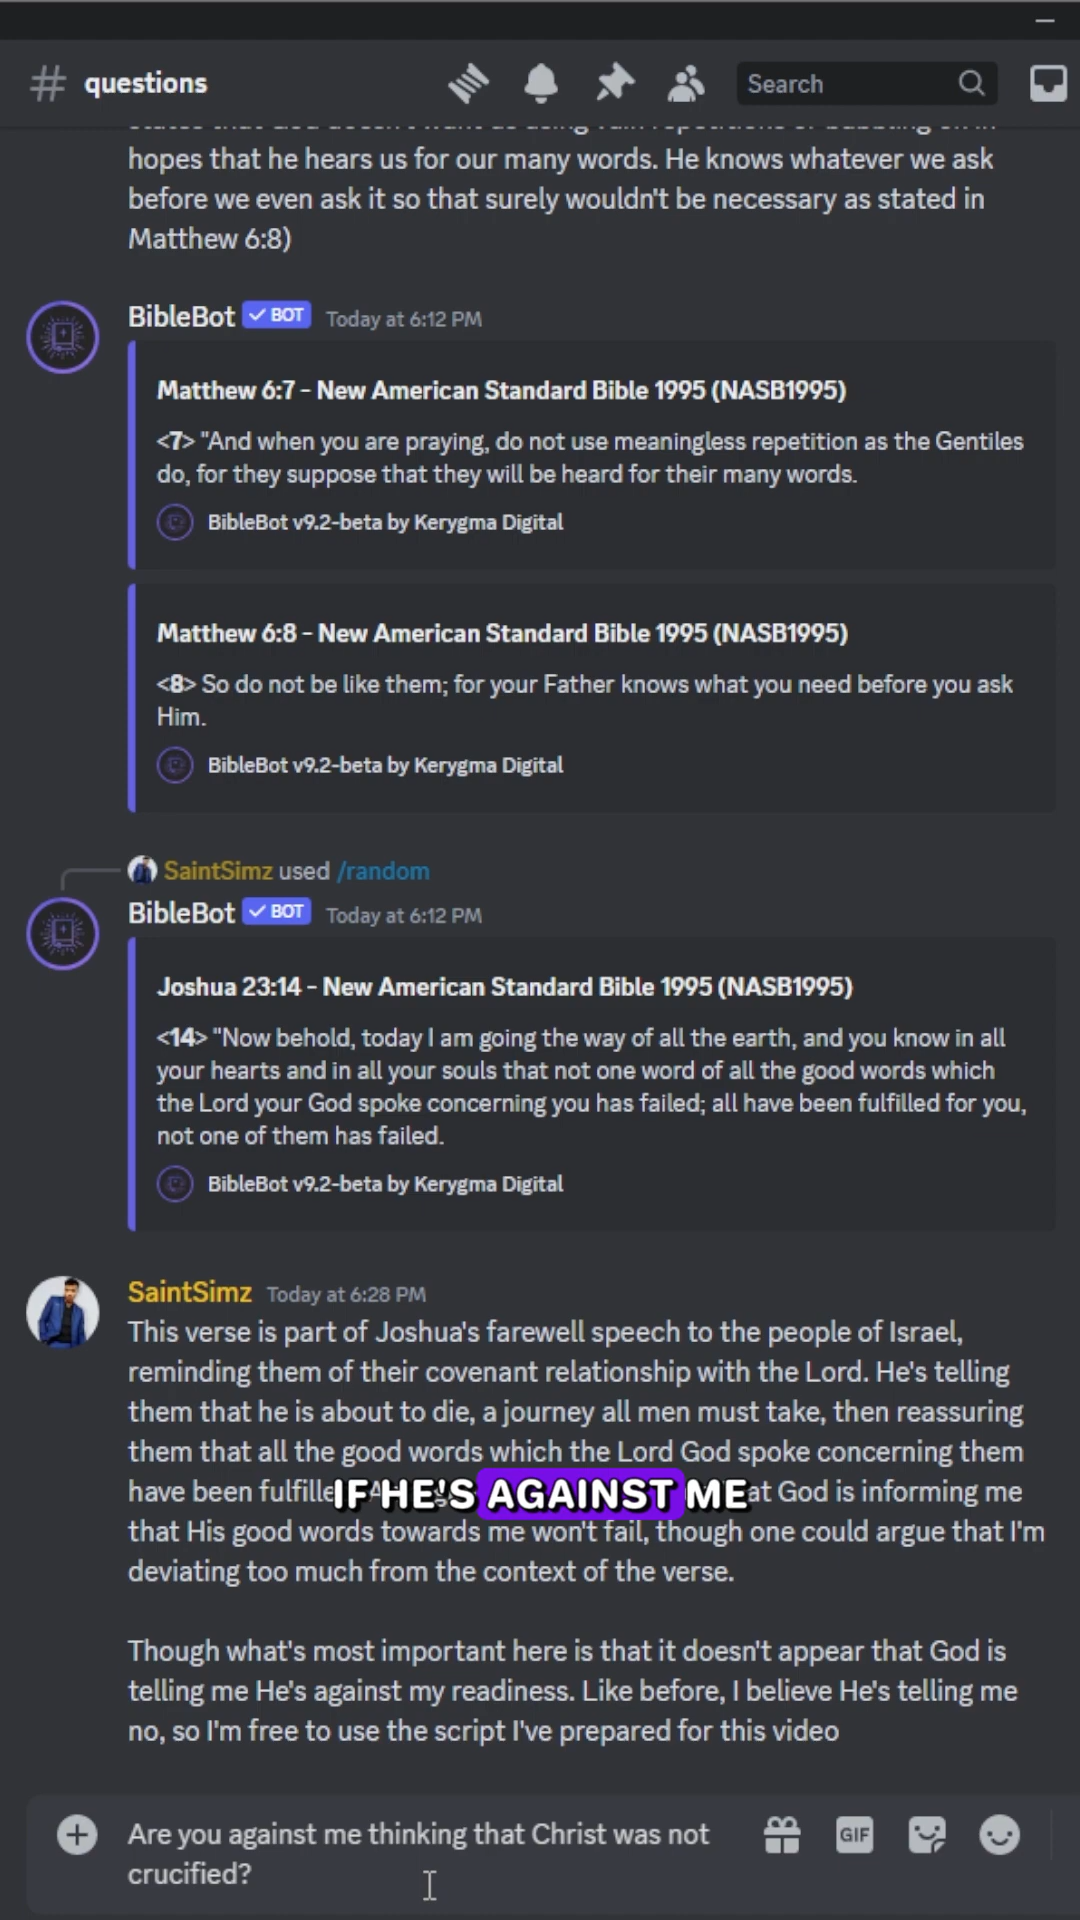 questions
Search
hopes that he hears us for our many words. He knows whatever we ask
before we even ask it so that surely wouldn't be necessary as stated in
Matthew 6:8)
BibleBot ✓ BOT Today at 6:12 PM
Matthew 6:7 - New American Standard Bible 1995 (NASB1995)
<7> "And when you are praying, do not use meaningless repetition as the Gentiles
do, for they suppose that they will be heard for their many words.
BibleBot v9.2-beta by Kerygma Digital
Matthew 6:8 - New American Standard Bible 1995 (NASB1995)
<8> So do not be like them; for your Father knows what you need before you ask
Him.
BibleBot v9.2-beta by Kerygma Digital
SaintSimz used /random
BibleBot ✓ BOT Today at 6:12 PM
Joshua 23:14 - New American Standard Bible 1995 (NASB1995)
<14> "Now behold, today I am going the way of all the earth, and you know in all
your hearts and in all your souls that not one word of all the good words which
the Lord your God spoke concerning you has failed; all have been fulfilled for you,
not one of them has failed.
BibleBot v9.2-beta by Kerygma Digital
SaintSimz Today at 6:28 PM
This verse is part of Joshua's farewell speech to the people of Israel,
reminding them of their covenant relationship with the Lord. He's telling
them that he is about to die, a journey all men must take, then reassuring
them that all the good words which the Lord God spoke concerning them
have been God is informing me
IF HE'S AGAINST ME
that His good words towards me won't fail, though one could argue that I'm
deviating too much from the context of the verse.
Though what's most important here is that it doesn't appear that God is
telling me He's against my readiness. Like before, I believe He's telling me
no, so I'm free to use the script I've prepared for this video
Are you against me thinking that Christ was not
crucified?
GIF